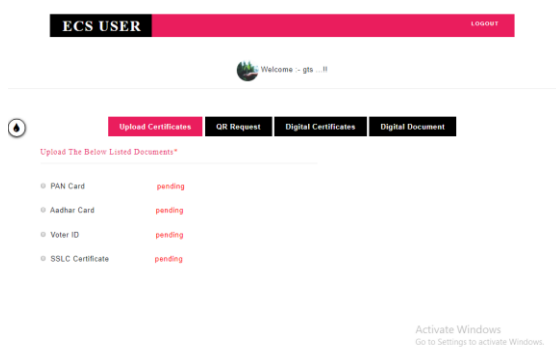 ECS USER
LOGOUT
Welcome :- gts ...!!
Upload Certificates QR Request Digital Certificates Digital Document
Upload The Below Listed Documents*
PAN Card pending
Aadhar Card pending
Voter ID pending
SSLC Certificate pending
Activate Windows
Go to Settings to activate Windows.